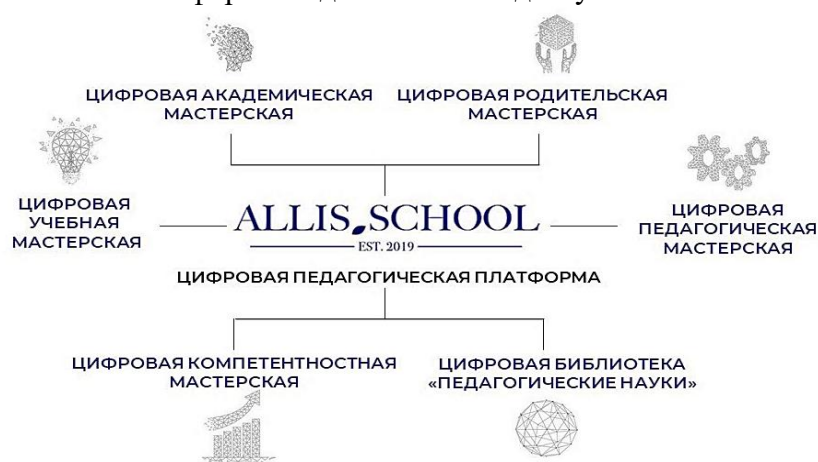 ЦИФРОВАЯ АКАДЕМИЧЕСКАЯ
МАСТЕРСКАЯ
ЦИФРОВАЯ РОДИТЕЛЬСКАЯ
МАСТЕРСКАЯ
ЦИФРОВАЯ
УЧЕБНАЯ
МАСТЕРСКАЯ
ALLIS SCHOOL
EST. 2019
ЦИФРОВАЯ
ПЕДАГОГИЧЕСКАЯ
МАСТЕРСКАЯ
ЦИФРОВАЯ ПЕДАГОГИЧЕСКАЯ ПЛАТФОРМА
ЦИФРОВАЯ КОМПЕТЕНТНОСТНАЯ
МАСТЕРСКАЯ
ЦИФРОВАЯ БИБЛИОТЕКА
«ПЕДАГОГИЧЕСКИЕ НАУКИ»